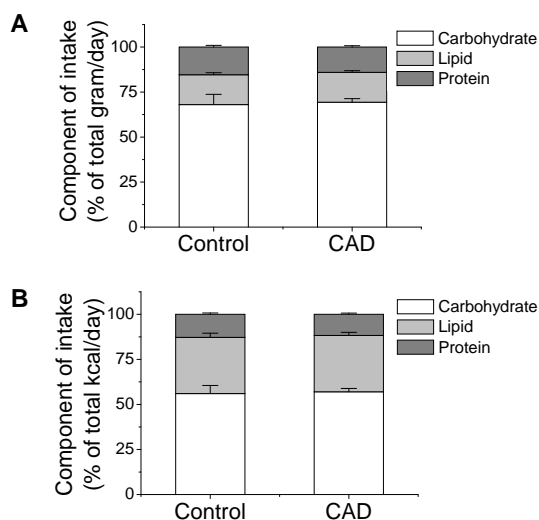 A
Component of intake
(% of total gram/day)
100
75
50
25
0
Control
CAD
Carbohydrate
Lipid
Protein
B
Component of intake
(% of total kcal/day)
100
75
50
25
0
Control
CAD
Carbohydrate
Lipid
Protein